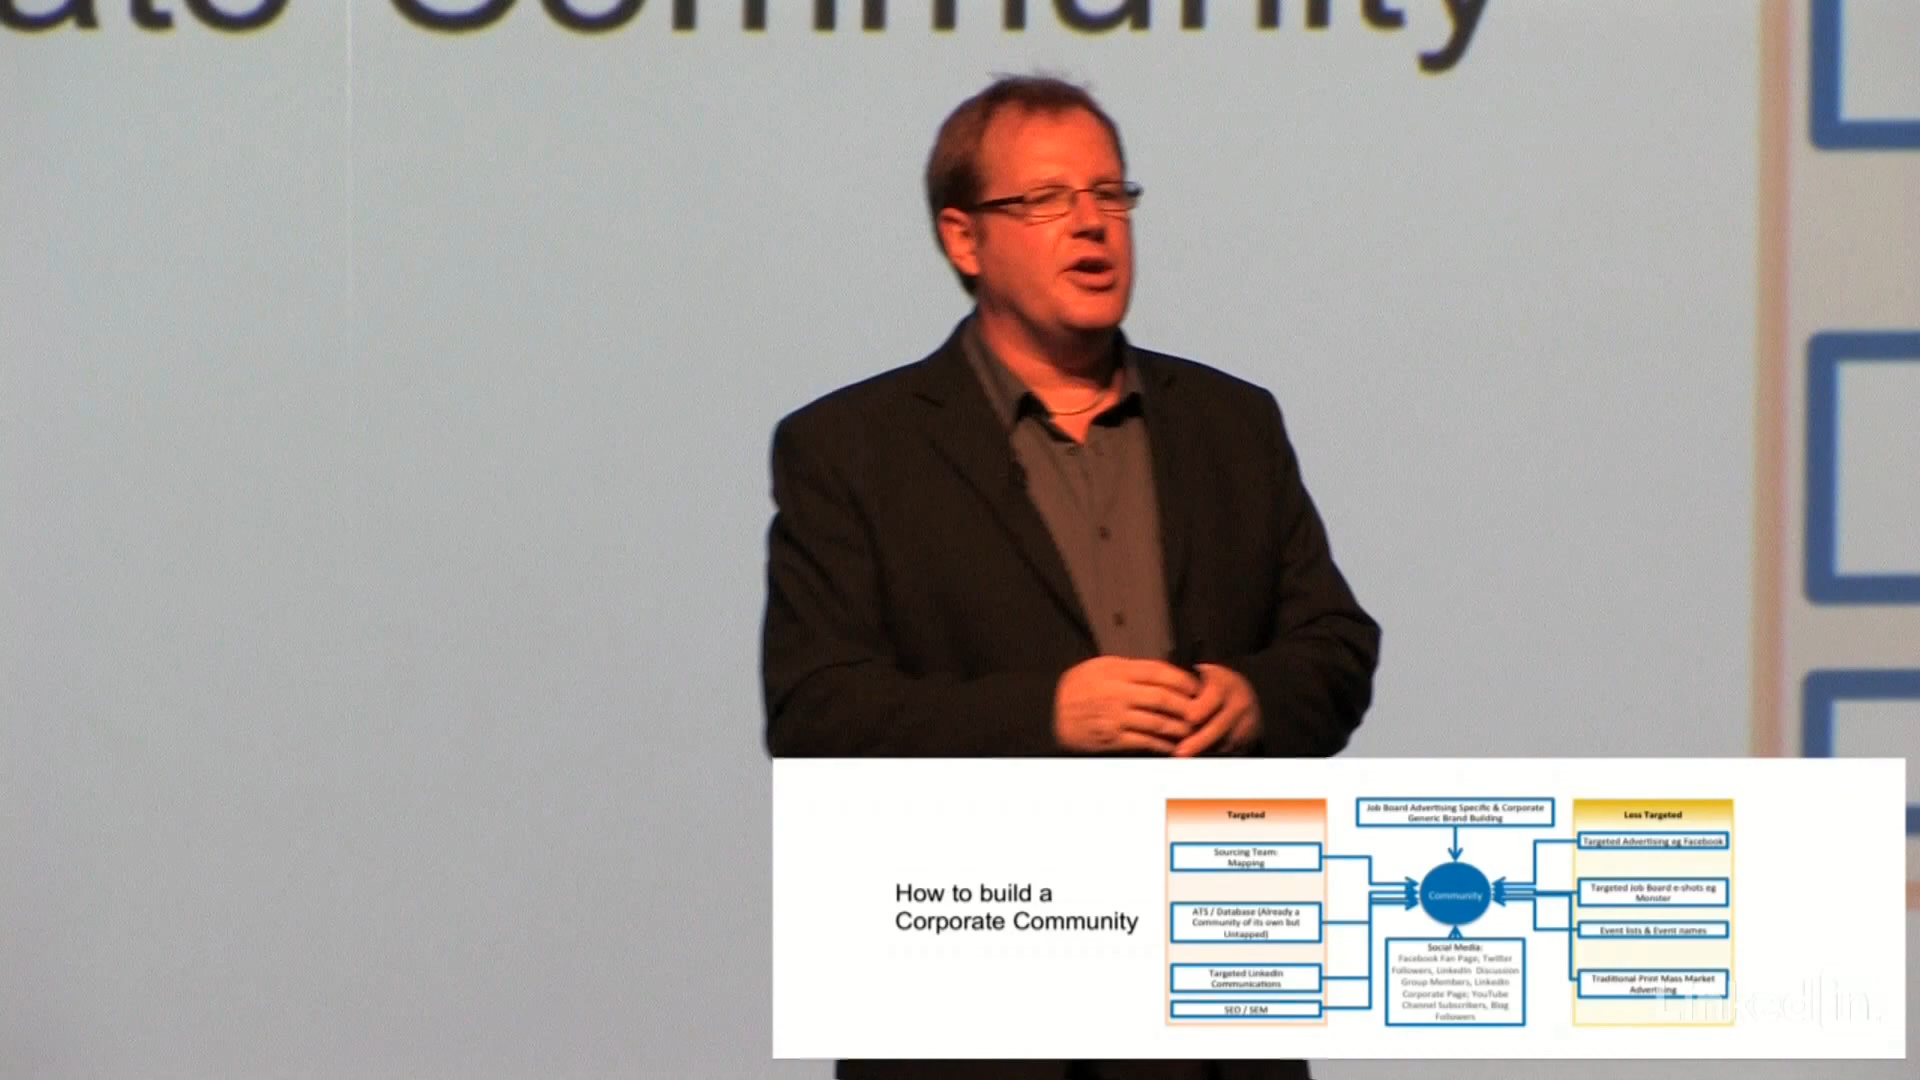 Community
How to build a
Corporate Community
Targeted
Sourcing Team:
Mapping
ATS / Database (Already a
Community of its own but
Untapped)
Targeted LinkedIn
Communications
SEO / SEM
Job Board Advertising Specific & Corporate
Generic Brand Building
Community
Social Media:
Facebook Fan Page, Twitter
Followers, LinkedIn Discussion
Group Members, LinkedIn
Corporate Page; YouTube
Channel Subscribers, Blog
Followers
Less Targeted
Targeted Advertising eg Facebook
Targeted Job Board e-shots eg
Monster
Event lists & Event names
Traditional Print Mass Market
Advertising
Linked in